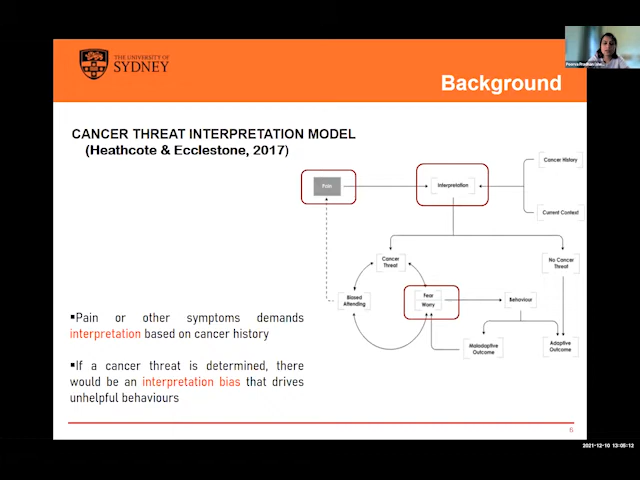 THE UNIVERSITY OF
SYDNEY
Background
CANCER THREAT INTERPRETATION MODEL
(Heathcote & Ecclestone, 2017)
Pain
Interpretation
Cancer History
Current Context
Cancer
Threat
No Cancer
Threat
Biased
Attending
Fear
Worry
Behaviour
Maladaptive
Outcome
Adaptive
Outcome
▪Pain or other symptoms demands
interpretation based on cancer history
▪If a cancer threat is determined, there
would be an interpretation bias that drives
unhelpful behaviours
6
2021-12-10 13:05:12